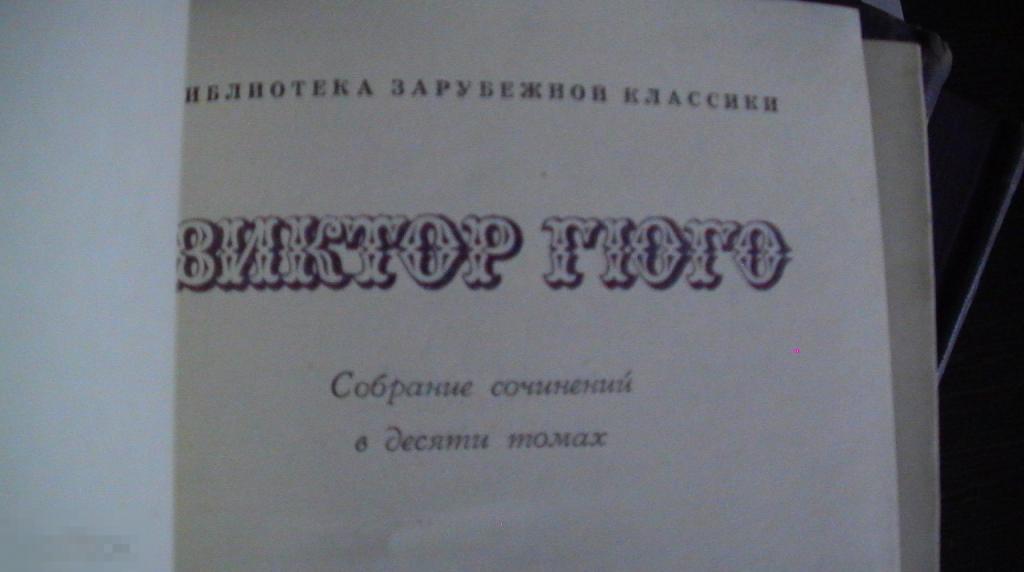 ИБЛИОТЕКА ЗАРУБЕЖНОЙ КЛАССИКИ
ВИКТОР ГЮГО
Собрание сочинений
в десяти томах